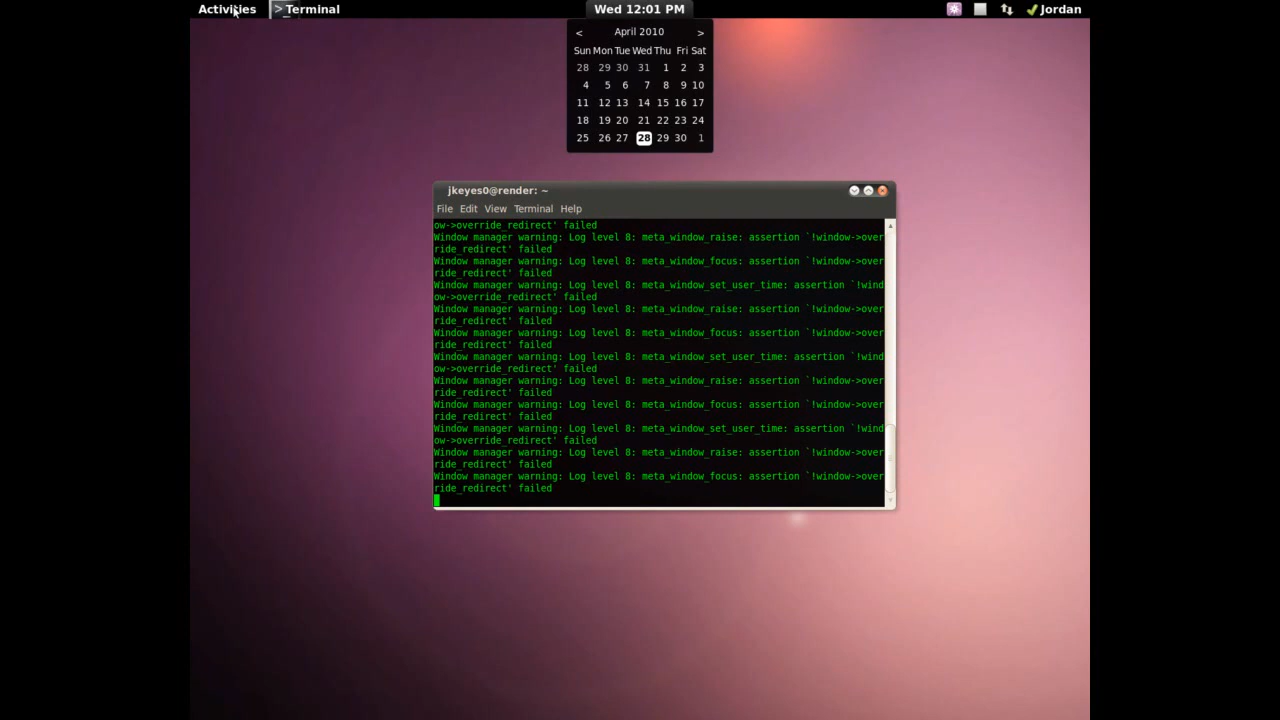 Activities >Terminal Wed 12:01 PM Jordan
< April 2010 >
Sun Mon Tue Wed Thu Fri Sat
28 29 30 31 1 2 3
4 5 6 7 8 9 10
11 12 13 14 15 16 17
18 19 20 21 22 23 24
25 26 27 28 29 30 1
jkeyes0@render: ~
File Edit View Terminal Help
ow->override_redirect' failed
Window manager warning: Log level 8: meta_window_raise: assertion `!window->over
ride_redirect' failed
Window manager warning: Log level 8: meta_window_focus: assertion `!window->over
ride_redirect' failed
Window manager warning: Log level 8: meta_window_set_user_time: assertion `!wind
ow->override_redirect' failed
Window manager warning: Log level 8: meta_window_raise: assertion `!window->over
ride_redirect' failed
Window manager warning: Log level 8: meta_window_focus: assertion `!window->over
ride_redirect' failed
Window manager warning: Log level 8: meta_window_set_user_time: assertion `!wind
ow->override_redirect' failed
Window manager warning: Log level 8: meta_window_raise: assertion `!window->over
ride_redirect' failed
Window manager warning: Log level 8: meta_window_focus: assertion `!window->over
ride_redirect' failed
Window manager warning: Log level 8: meta_window_set_user_time: assertion `!wind
ow->override_redirect' failed
Window manager warning: Log level 8: meta_window_raise: assertion `!window->over
ride_redirect' failed
Window manager warning: Log level 8: meta_window_focus: assertion `!window->over
ride_redirect' failed